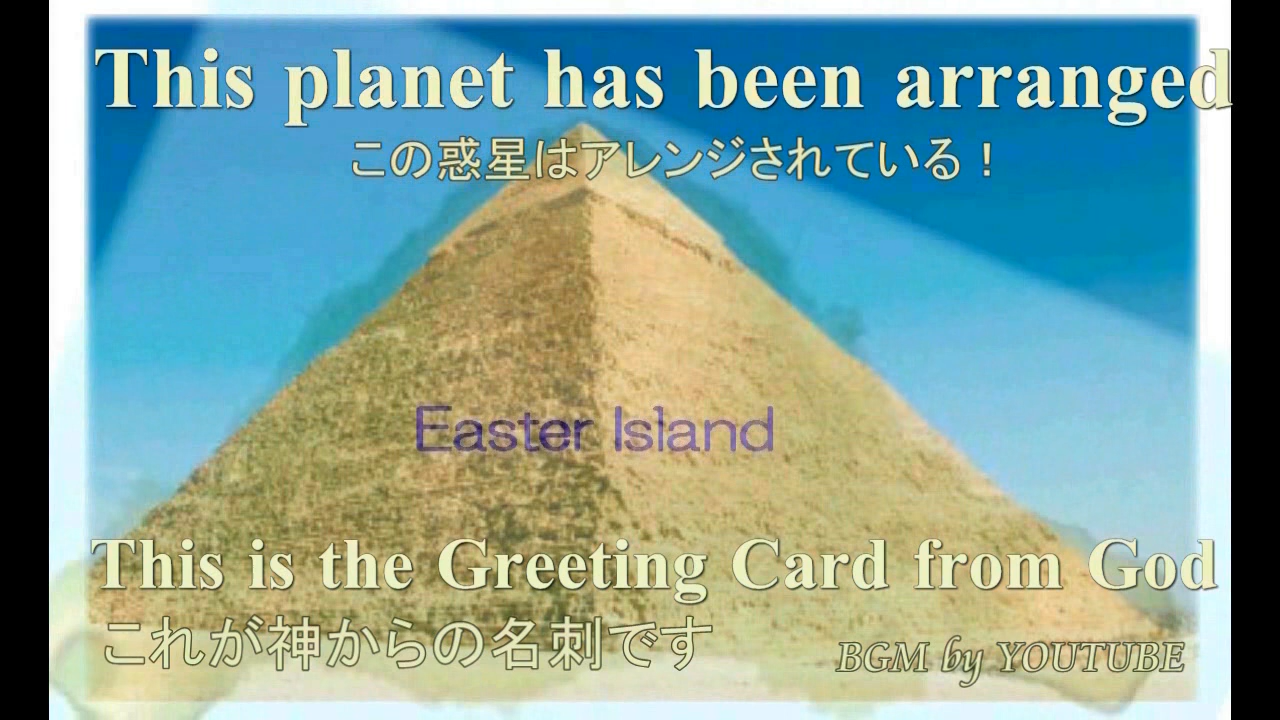 This planet has been arranged
この惑星はアレンジされている！
Easter Island
This is the Greeting Card from God
これが神からの名刺です
BGM by YOUTUBE